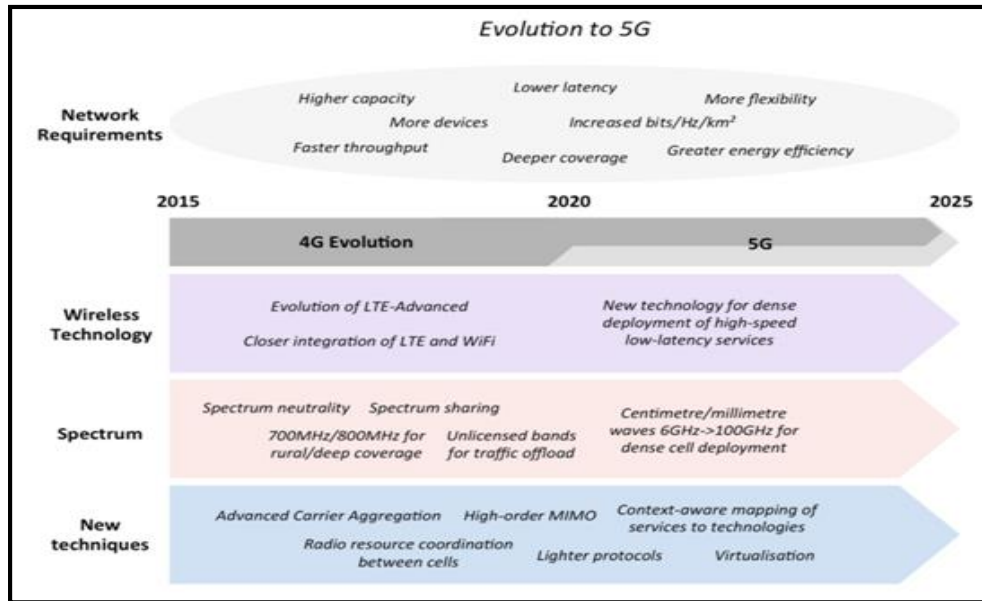 Evolution to 5G
Network
Requirements
Higher capacity
Lower latency
More flexibility
More devices
Increased bits/Hz/km²
Faster throughput
Deeper coverage
Greater energy efficiency
2015
2020
2025
4G Evolution
5G
Wireless
Technology
Evolution of LTE-Advanced
Closer integration of LTE and WiFi
New technology for dense
deployment of high-speed
low-latency services
Spectrum
Spectrum neutrality
Spectrum sharing
700MHz/800MHz for
rural/deep coverage
Unlicensed bands
for traffic offload
Centimetre/millimetre
waves 6GHz->100GHz for
dense cell deployment
New
techniques
Advanced Carrier Aggregation
High-order MIMO
Context-aware mapping of
services to technologies
Radio resource coordination
between cells
Lighter protocols
Virtualisation